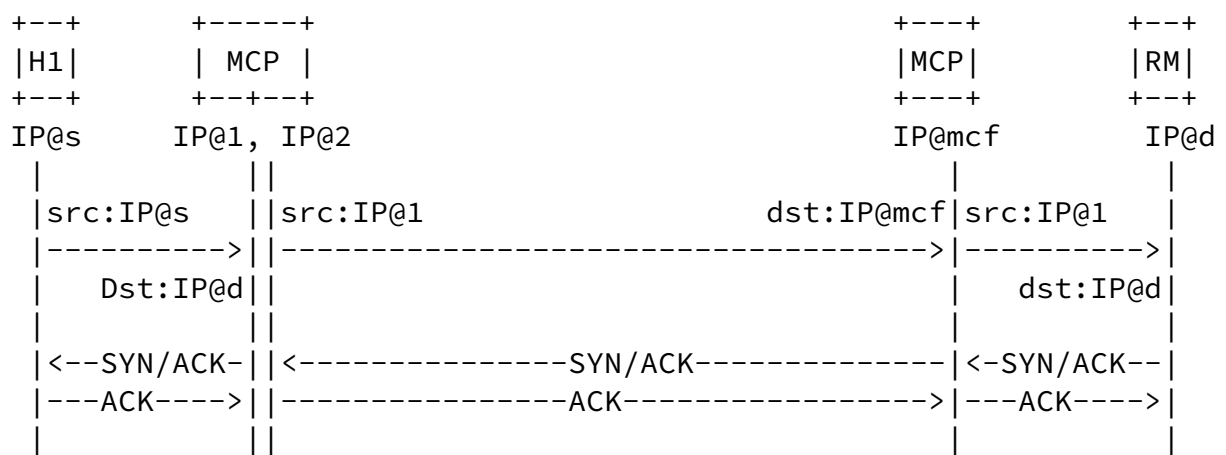 +--+ +-----+ +---+ +--+
|H1| | MCP | |MCP| |RM|
+--+ +--+--+ +---+ +--+
IP@s IP@1, IP@2 IP@mcf IP@d
| || | |
|src:IP@s ||src:IP@1 dst:IP@mcf|src:IP@1 |
|---------->||----------------------------------->|---------->|
| Dst:IP@d|| | dst:IP@d|
| || | |
|<--SYN/ACK-||<--------------SYN/ACK--------------|<-SYN/ACK--|
|---ACK---->||---------------ACK----------------->|---ACK---->|
| || | |